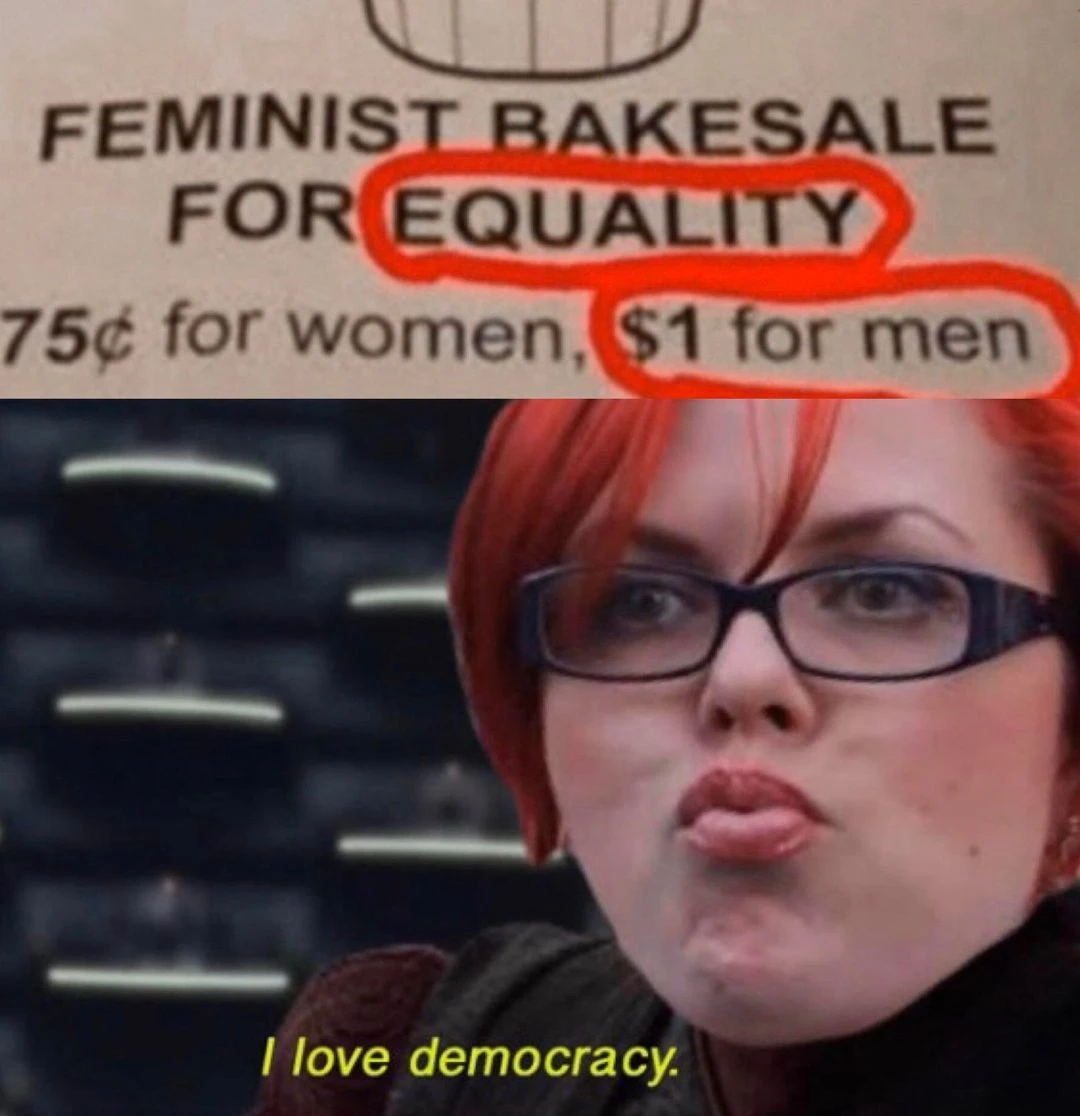 FEMINIST BAKESALE
FOR EQUALITY
75¢ for women, $1 for men
I love democracy.